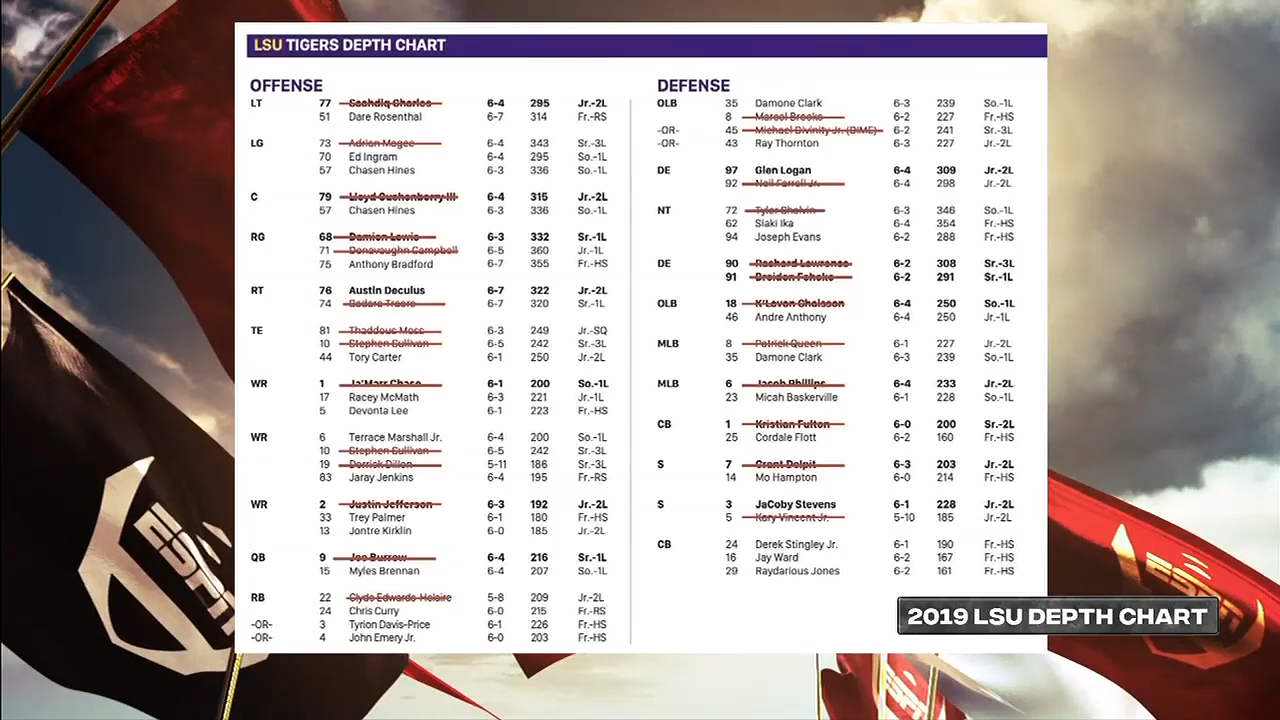 LSU TIGERS DEPTH CHART
OFFENSE
LT 77 Saahdiq Charles 6-4 295 Jr.-2L
51 Dare Rosenthal 6-7 314 Fr.-RS
LG 73 Adrian Magee 6-4 343 Sr.-3L
70 Ed Ingram 6-4 295 So.-1L
57 Chasen Hines 6-3 336 So.-1L
C 79 Lloyd Cushenberry III 6-4 315 Jr.-2L
57 Chasen Hines 6-3 336 So.-1L
RG 68 Damien Lewis 6-3 332 Sr.-1L
71 Donavaughn Campbell 6-5 360 Jr.-1L
75 Anthony Bradford 6-7 355 Fr.-HS
RT 76 Austin Deculus 6-7 322 Jr.-2L
74 Badara Traore 6-7 320 Sr.-1L
TE 81 Thaddeus Moss 6-3 249 Jr.-SQ
10 Stephen Sullivan 6-5 242 Sr.-3L
44 Tory Carter 6-1 250 Jr.-2L
WR 1 Ja'Marr Chase 6-1 200 So.-1L
17 Racey McMath 6-3 221 Jr.-1L
5 Devonta Lee 6-1 223 Fr.-HS
WR 6 Terrace Marshall Jr. 6-4 200 So.-1L
10 Stephen Sullivan 6-5 242 Sr.-3L
19 Derrick Dillon 5-11 186 Sr.-3L
83 Jaray Jenkins 6-4 195 Fr.-RS
WR 2 Justin Jefferson 6-3 192 Jr.-2L
33 Trey Palmer 6-1 180 Fr.-HS
13 Jontre Kirklin 6-0 185 Jr.-2L
QB 9 Joe Burrow 6-4 216 Sr.-1L
15 Myles Brennan 6-4 207 So.-1L
RB 22 Clyde Edwards-Helaire 5-8 209 Jr.-2L
24 Chris Curry 6-0 215 Fr.-RS
-OR- 3 Tyrion Davis-Price 6-1 226 Fr.-HS
-OR- 4 John Emery Jr. 6-0 203 Fr.-HS
DEFENSE
OLB 35 Damone Clark 6-3 239 So.-1L
8 Marcel Brooks 6-2 227 Fr.-HS
-OR- 45 Michael Divinity Jr. (DIME) 6-2 241 Sr.-3L
-OR- 43 Ray Thornton 6-3 227 Jr.-2L
DE 97 Glen Logan 6-4 309 Jr.-2L
92 Neil Farrell Jr. 6-4 298 Jr.-2L
NT 72 Tyler Shelvin 6-3 346 So.-1L
62 Siaki Ika 6-4 354 Fr.-HS
94 Joseph Evans 6-2 288 Fr.-HS
DE 90 Rashard Lawrence 6-2 308 Sr.-3L
91 Breiden Fehoko 6-2 291 Sr.-1L
OLB 18 K'Lavon Chaisson 6-4 250 So.-1L
46 Andre Anthony 6-4 250 Jr.-1L
MLB 8 Patrick Queen 6-1 227 Jr.-2L
35 Damone Clark 6-3 239 So.-1L
MLB 6 Jacob Phillips 6-4 233 Jr.-2L
23 Micah Baskerville 6-1 228 So.-1L
CB 1 Kristian Fulton 6-0 200 Sr.-2L
25 Cordale Flott 6-2 160 Fr.-HS
S 7 Grant Delpit 6-3 203 Jr.-2L
14 Mo Hampton 6-0 214 Fr.-HS
S 3 JaCoby Stevens 6-1 228 Jr.-2L
5 Kary Vincent Jr. 5-10 185 Jr.-2L
CB 24 Derek Stingley Jr. 6-1 190 Fr.-HS
16 Jay Ward 6-2 167 Fr.-HS
29 Raydarious Jones 6-2 161 Fr.-HS
2019 LSU DEPTH CHART
ESPN
ESPN
ESPN